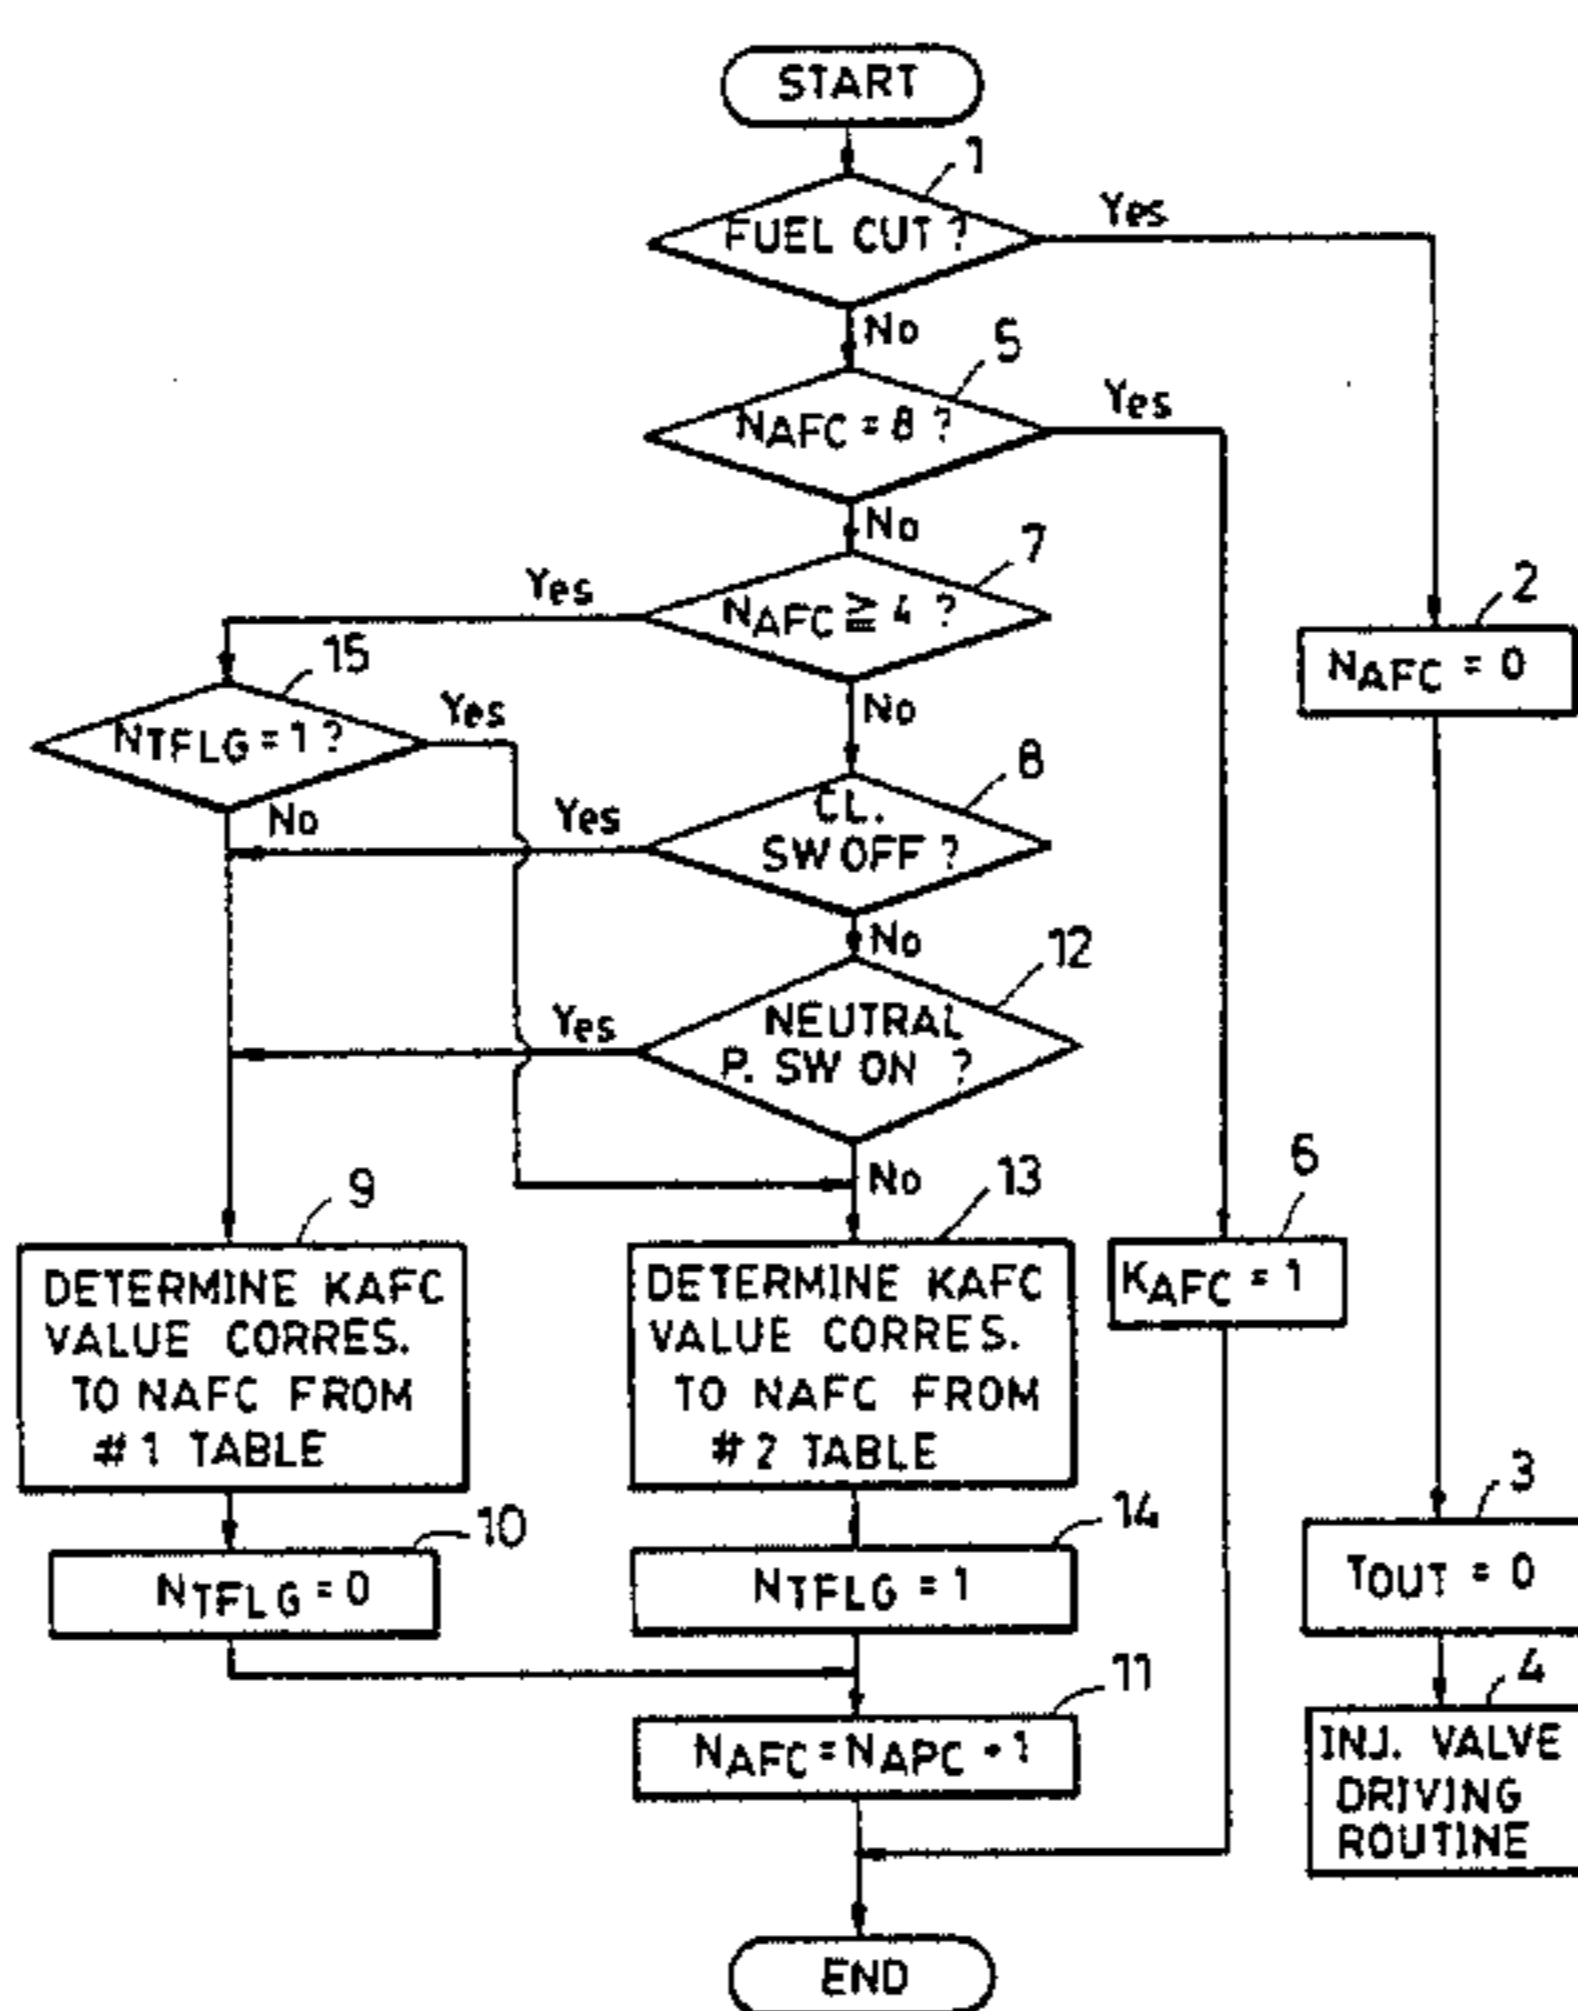 START
1
FUEL CUT ?
Yes
No
5
NAFC = 8 ?
Yes
No
7
NAFC ≧ 4 ?
Yes
No
2
NAFC = 0
15
NTFLG = 1 ?
Yes
No
8
CL.
SW OFF ?
Yes
No
12
NEUTRAL
P. SW ON ?
Yes
No
9
DETERMINE KAFC
VALUE CORRES.
TO NAFC FROM
# 1 TABLE
13
DETERMINE KAFC
VALUE CORRES.
TO NAFC FROM
# 2 TABLE
6
KAFC = 1
10
NTFLG = 0
14
NTFLG = 1
3
TOUT = 0
11
NAFC = NAPC + 1
4
INJ. VALVE
DRIVING
ROUTINE
END